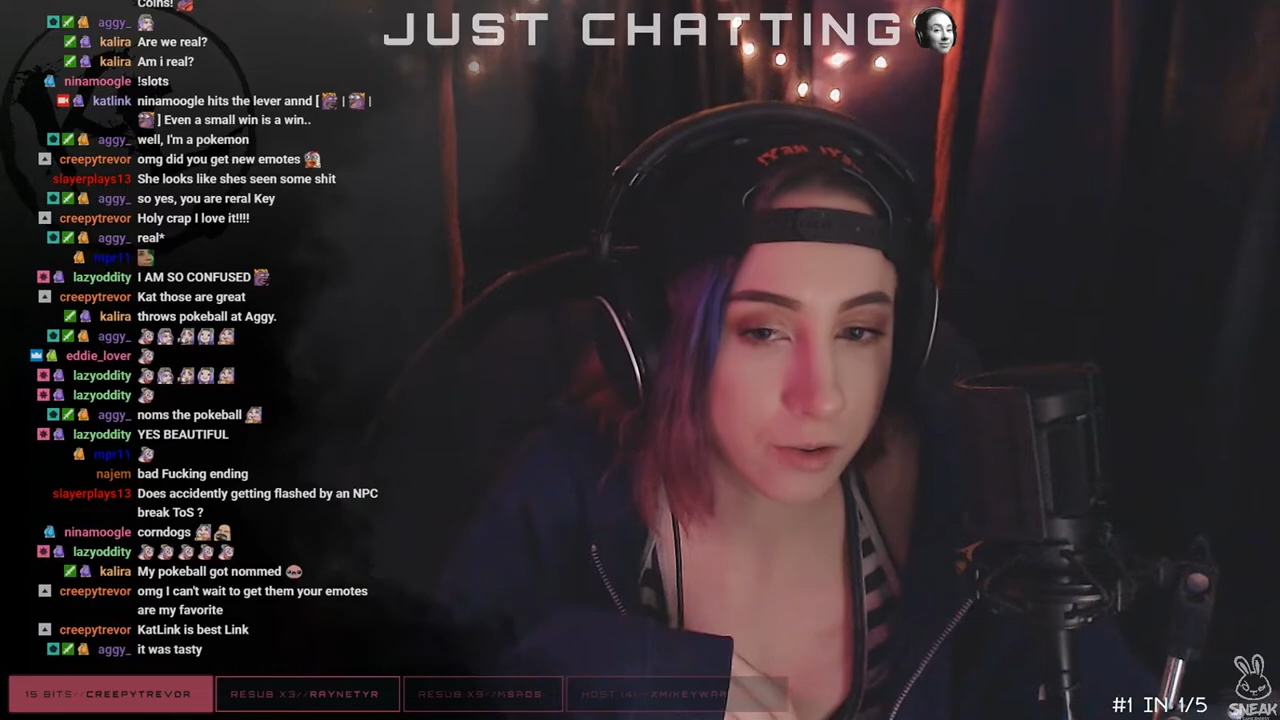 Coins!
JUST CHATTING
aggy_
kalira Are we real?
kalira Am i real?
ninamoogle !slots
katlink ninamoogle hits the lever annd [ | |
] Even a small win is a win..
aggy_ well, I'm a pokemon
creepytrevor omg did you get new emotes
slayerplays13 She looks like shes seen some shit
aggy_ so yes, you are reral Key
creepytrevor Holy crap I love it!!!!
aggy_ real*
mpr11
lazyoddity I AM SO CONFUSED
creepytrevor Kat those are great
kalira throws pokeball at Aggy.
aggy_
eddie_lover
lazyoddity
lazyoddity
aggy_ noms the pokeball
lazyoddity YES BEAUTIFUL
mpr11
najem bad Fucking ending
slayerplays13 Does accidently getting flashed by an NPC
break ToS ?
ninamoogle corndogs
lazyoddity
kalira My pokeball got nommed
creepytrevor omg I can't wait to get them your emotes
are my favorite
creepytrevor KatLink is best Link
aggy_ it was tasty
15 BITS//CREEPYTREVOR
RESUB X3//RAYNETYR
#1 IN 1/5
SNEAK